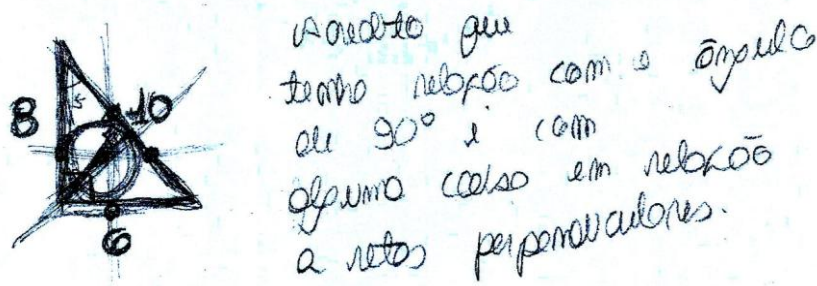 8
10
6
Acredito que
tenha relação com o ângulo
de 90° e com
alguma coisa em relação
a retas perpendiculares.